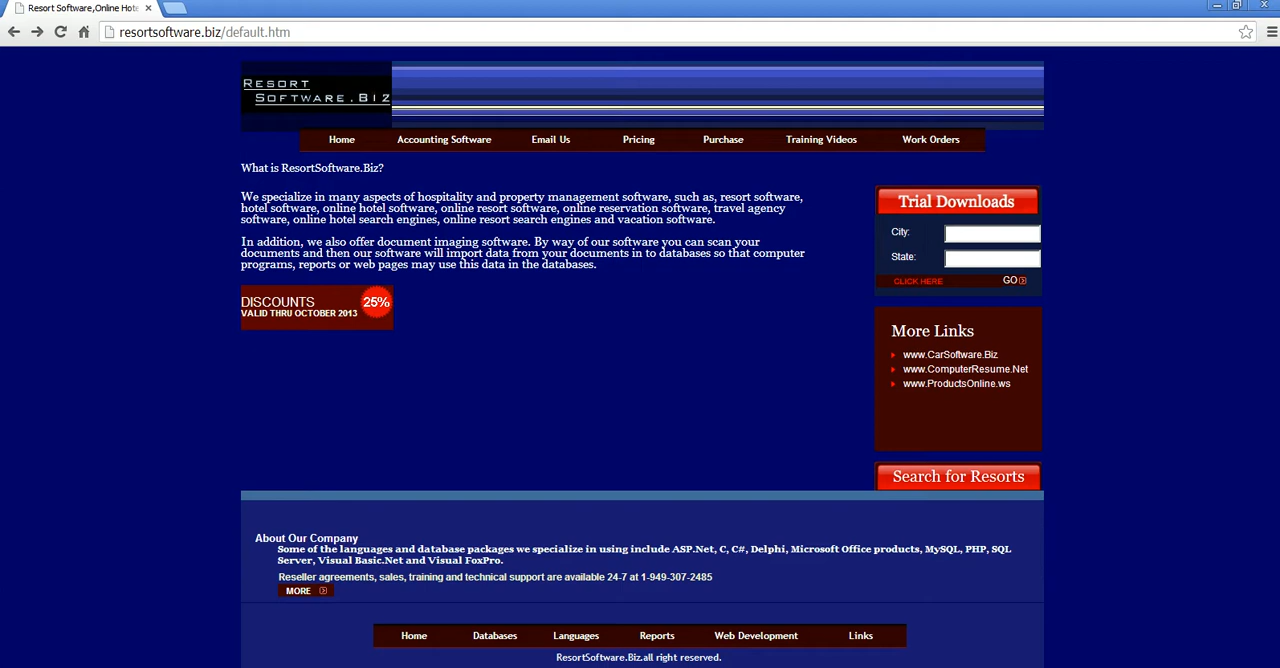 Resort Software,Online Hote
resortsoftware.biz/default.htm
RESORT
SOFTWARE.BIZ
Home Accounting Software Email Us Pricing Purchase Training Videos Work Orders
What is ResortSoftware.Biz?
We specialize in many aspects of hospitality and property management software, such as, resort software,
hotel software, online hotel software, online resort software, online reservation software, travel agency
software, online hotel search engines, online resort search engines and vacation software.
In addition, we also offer document imaging software. By way of our software you can scan your
documents and then our software will import data from your documents in to databases so that computer
programs, reports or web pages may use this data in the databases.
DISCOUNTS
VALID THRU OCTOBER 2013
25%
Trial Downloads
City:
State:
CLICK HERE GO
More Links
www.CarSoftware.Biz
www.ComputerResume.Net
www.ProductsOnline.ws
Search for Resorts
About Our Company
Some of the languages and database packages we specialize in using include ASP.Net, C, C#, Delphi, Microsoft Office products, MySQL, PHP, SQL
Server, Visual Basic.Net and Visual FoxPro.
Reseller agreements, sales, training and technical support are available 24-7 at 1-949-307-2485
MORE
Home Databases Languages Reports Web Development Links
ResortSoftware.Biz.all right reserved.